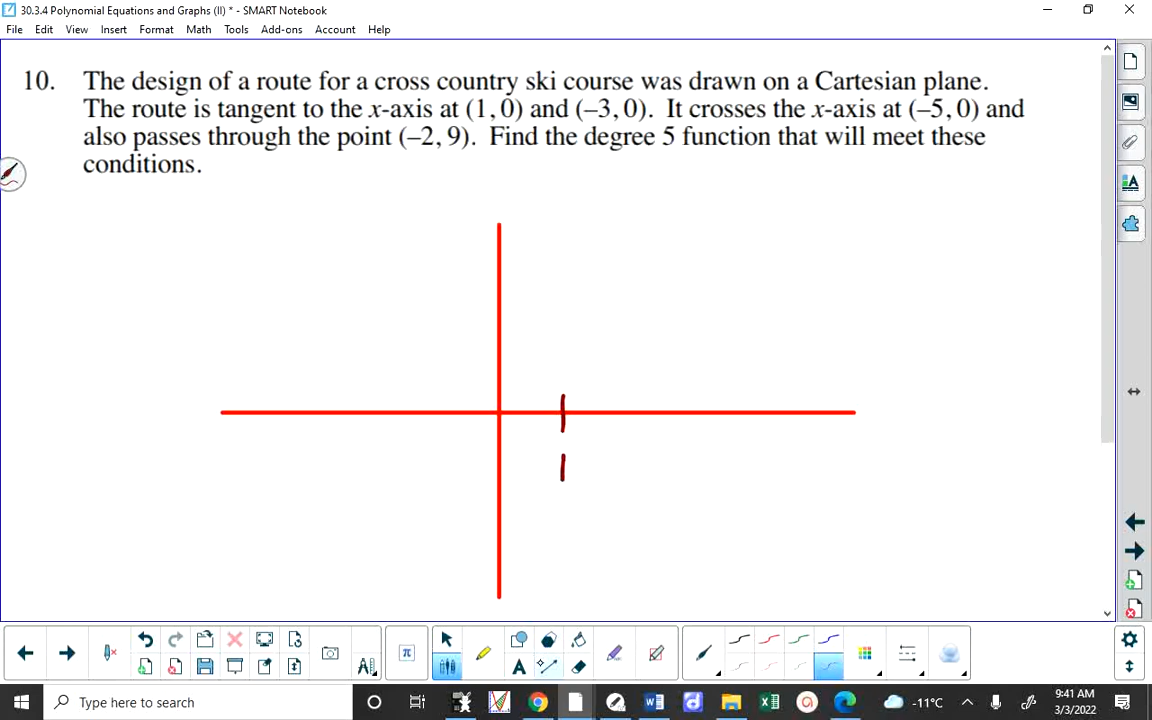 30.3.4 Polynomial Equations and Graphs (II) * - SMART Notebook
File Edit View Insert Format Math Tools Add-ons Account Help
10. The design of a route for a cross country ski course was drawn on a Cartesian plane.
The route is tangent to the x-axis at (1, 0) and (–3, 0). It crosses the x-axis at (–5, 0) and
also passes through the point (–2, 9). Find the degree 5 function that will meet these
conditions.
1
Type here to search
-11°C
9:41 AM
3/3/2022